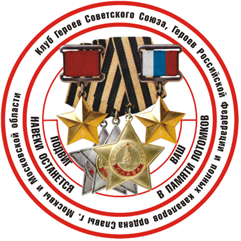 Клуб Героев Советского Союза, Героев Российской Федерации и полных кавалеров ордена Славы г. Москвы и Московской области
ПОДВИГ ВАШ
НАВЕКИ ОСТАНЕТСЯ В ПАМЯТИ ПОТОМКОВ